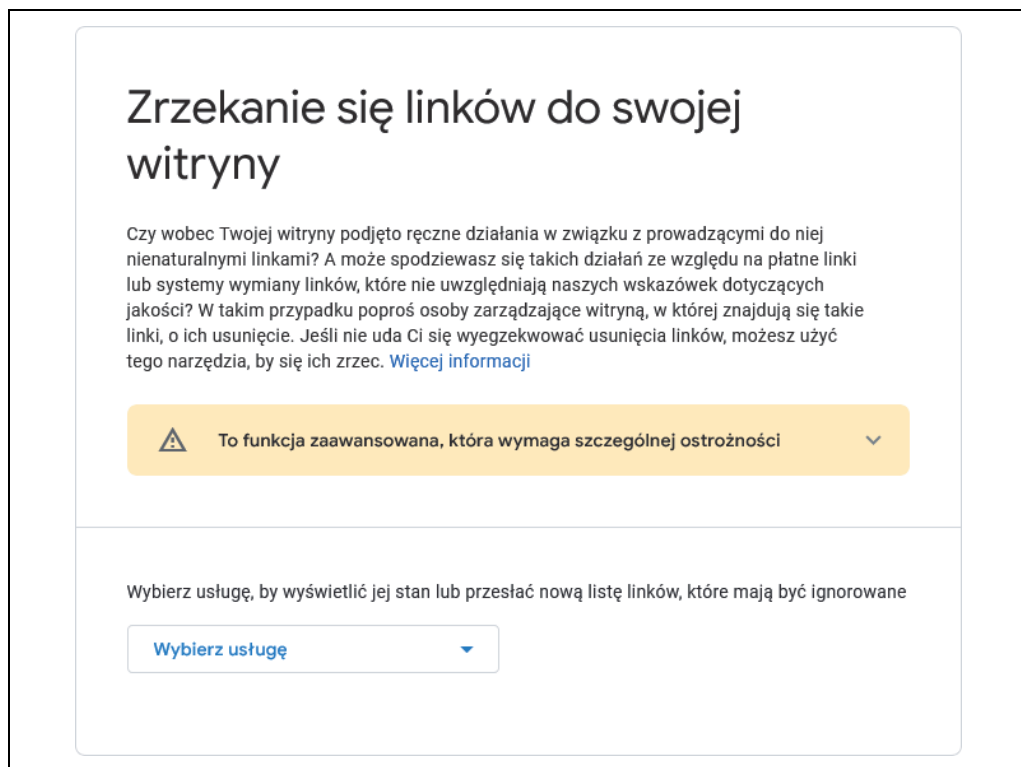 Zrzekanie się linków do swojej
witryny
Czy wobec Twojej witryny podjęto ręczne działania w związku z prowadzącymi do niej
nienaturalnymi linkami? A może spodziewasz się takich działań ze względu na płatne linki
lub systemy wymiany linków, które nie uwzględniają naszych wskazówek dotyczących
jakości? W takim przypadku poproś osoby zarządzające witryną, w której znajdują się takie
linki, o ich usunięcie. Jeśli nie uda Ci się wyegzekwować usunięcia linków, możesz użyć
tego narzędzia, by się ich zrzec. Więcej informacji
To funkcja zaawansowana, która wymaga szczególnej ostrożności
Wybierz usługę, by wyświetlić jej stan lub przesłać nową listę linków, które mają być ignorowane
Wybierz usługę